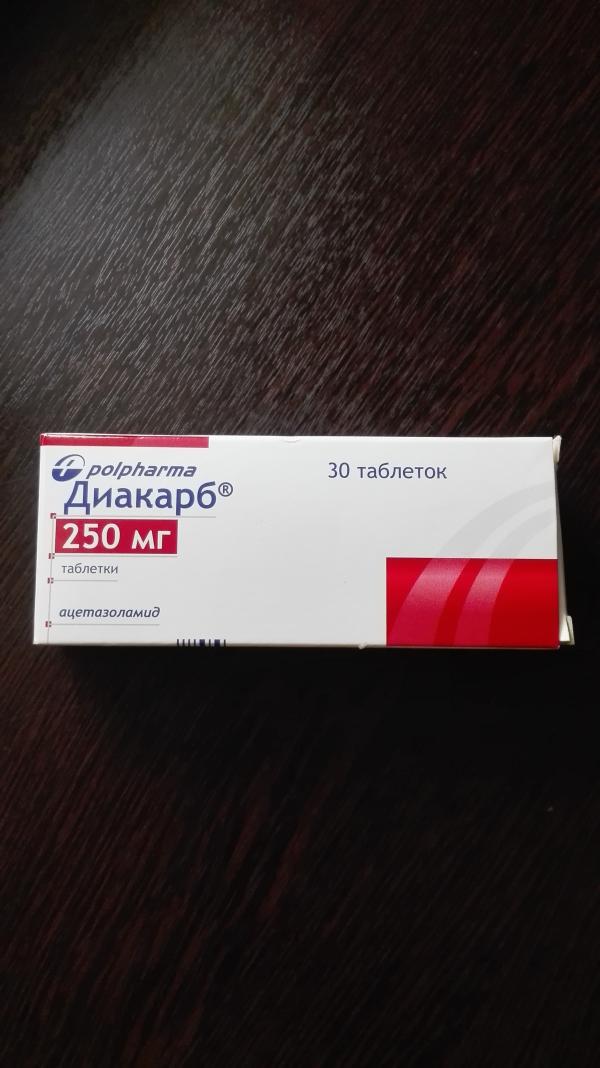 polpharma
Диакарб®
30 таблеток
250 мг
таблетки
ацетазоламид